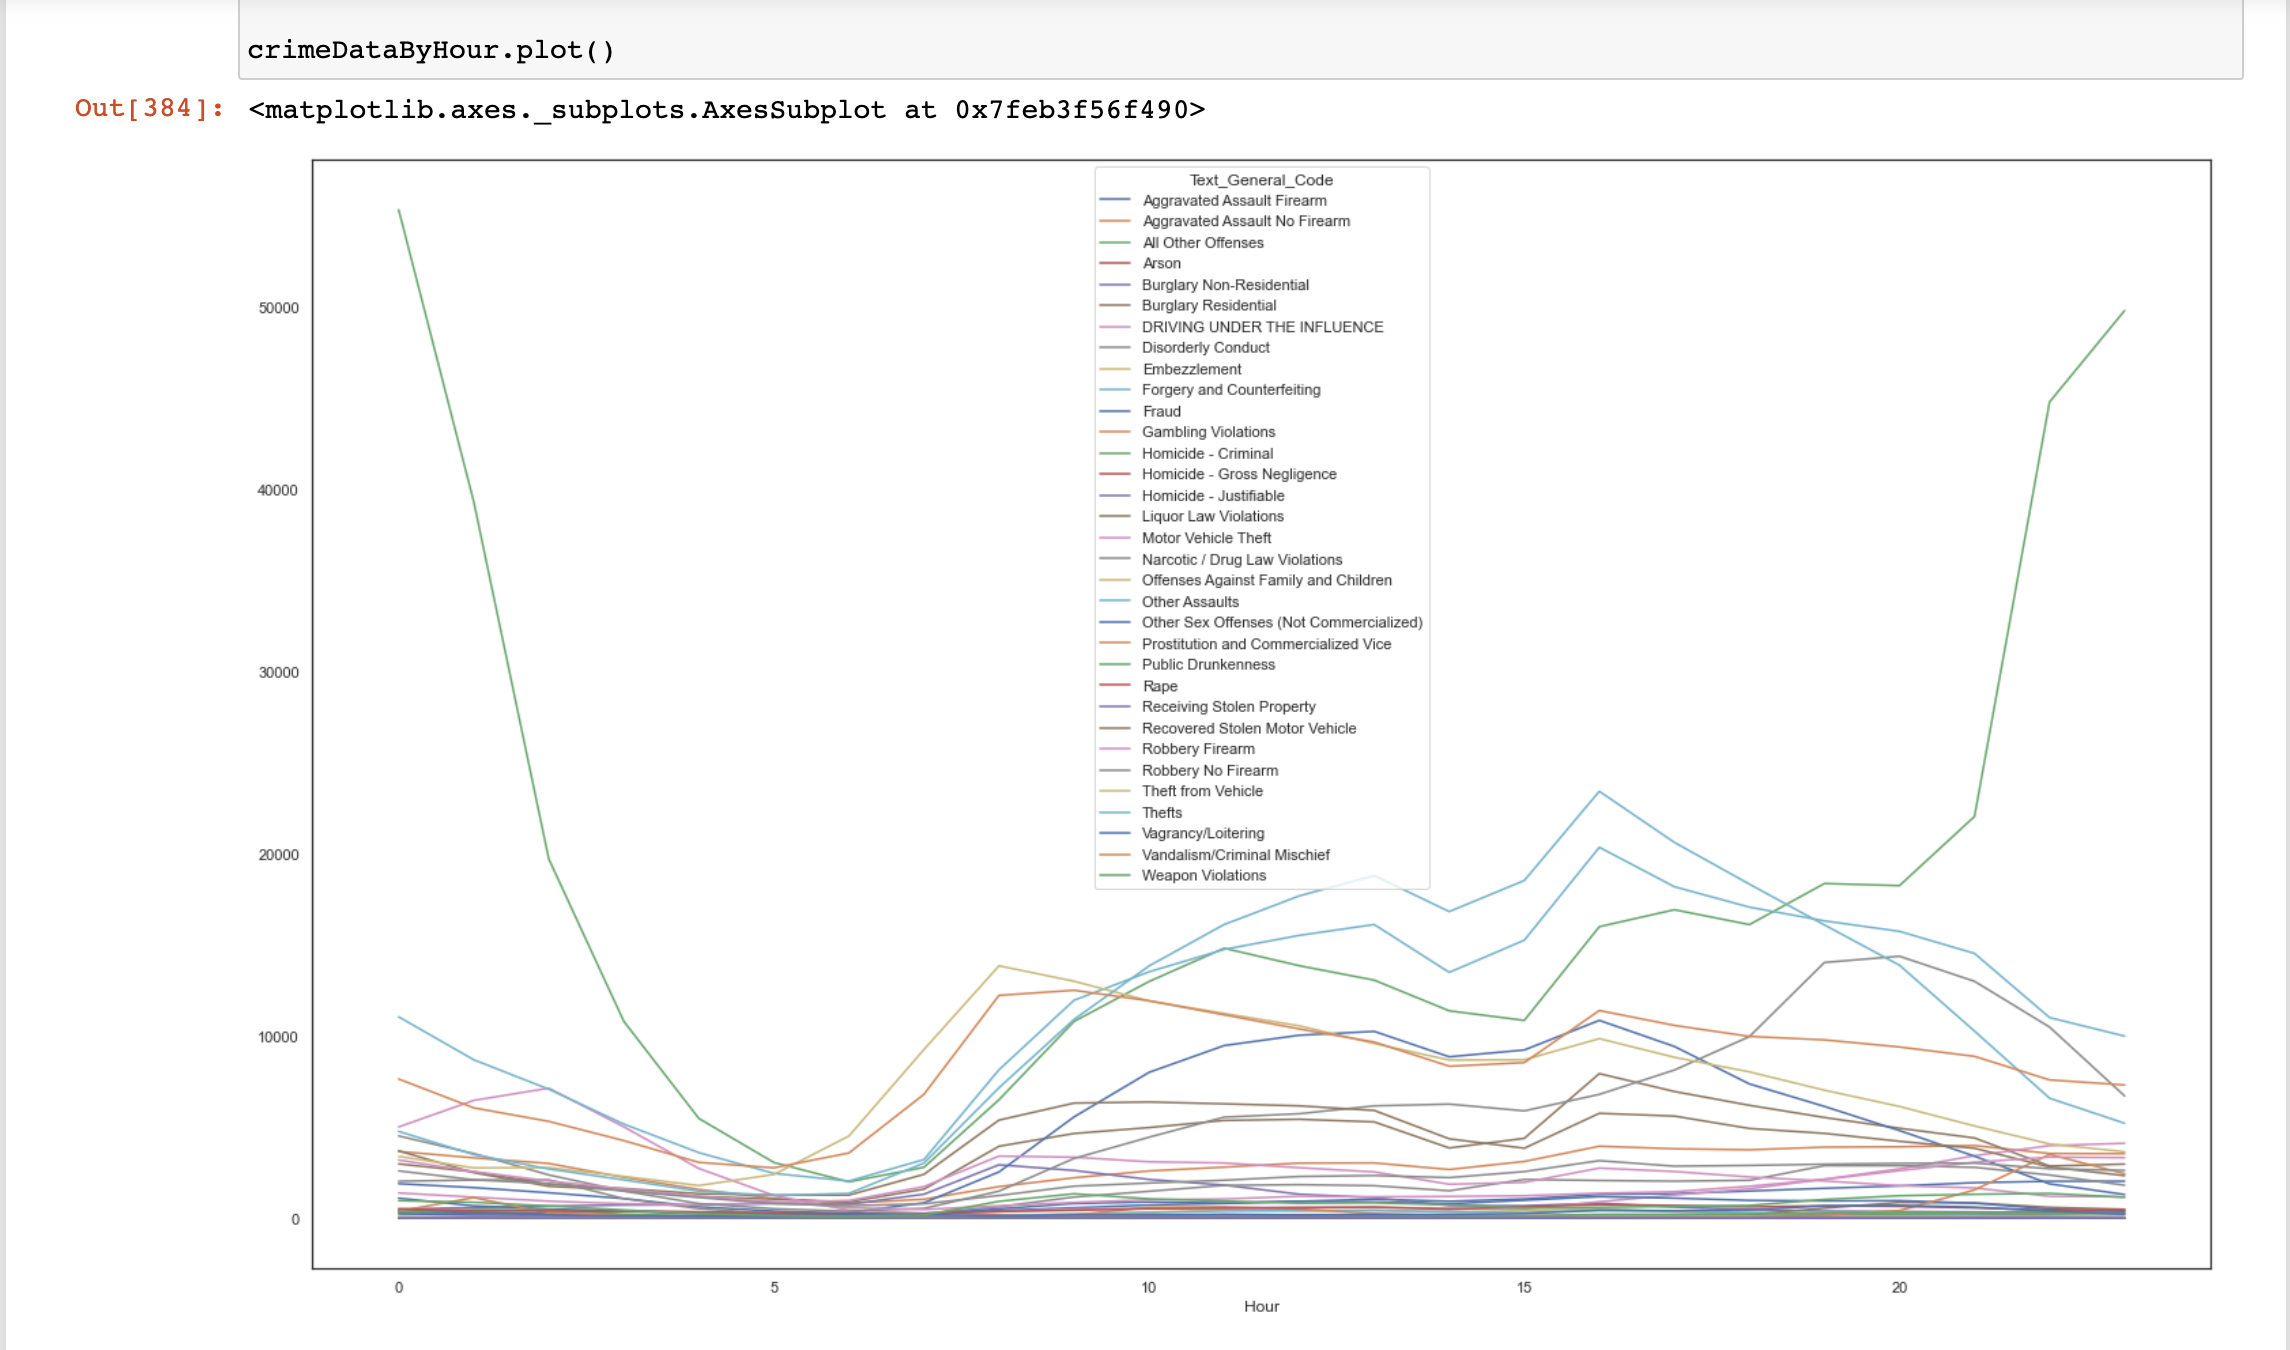 crimeDataByHour.plot()
Out[384]: <matplotlib.axes._subplots.AxesSubplot at 0x7feb3f56f490>
Text_General_Code
Aggravated Assault Firearm
Aggravated Assault No Firearm
All Other Offenses
Arson
Burglary Non-Residential
Burglary Residential
DRIVING UNDER THE INFLUENCE
Disorderly Conduct
Embezzlement
Forgery and Counterfeiting
Fraud
Gambling Violations
Homicide - Criminal
Homicide - Gross Negligence
Homicide - Justifiable
Liquor Law Violations
Motor Vehicle Theft
Narcotic / Drug Law Violations
Offenses Against Family and Children
Other Assaults
Other Sex Offenses (Not Commercialized)
Prostitution and Commercialized Vice
Public Drunkenness
Rape
Receiving Stolen Property
Recovered Stolen Motor Vehicle
Robbery Firearm
Robbery No Firearm
Theft from Vehicle
Thefts
Vagrancy/Loitering
Vandalism/Criminal Mischief
Weapon Violations
50000
40000
30000
20000
10000
0
0 5 10 15 20
Hour